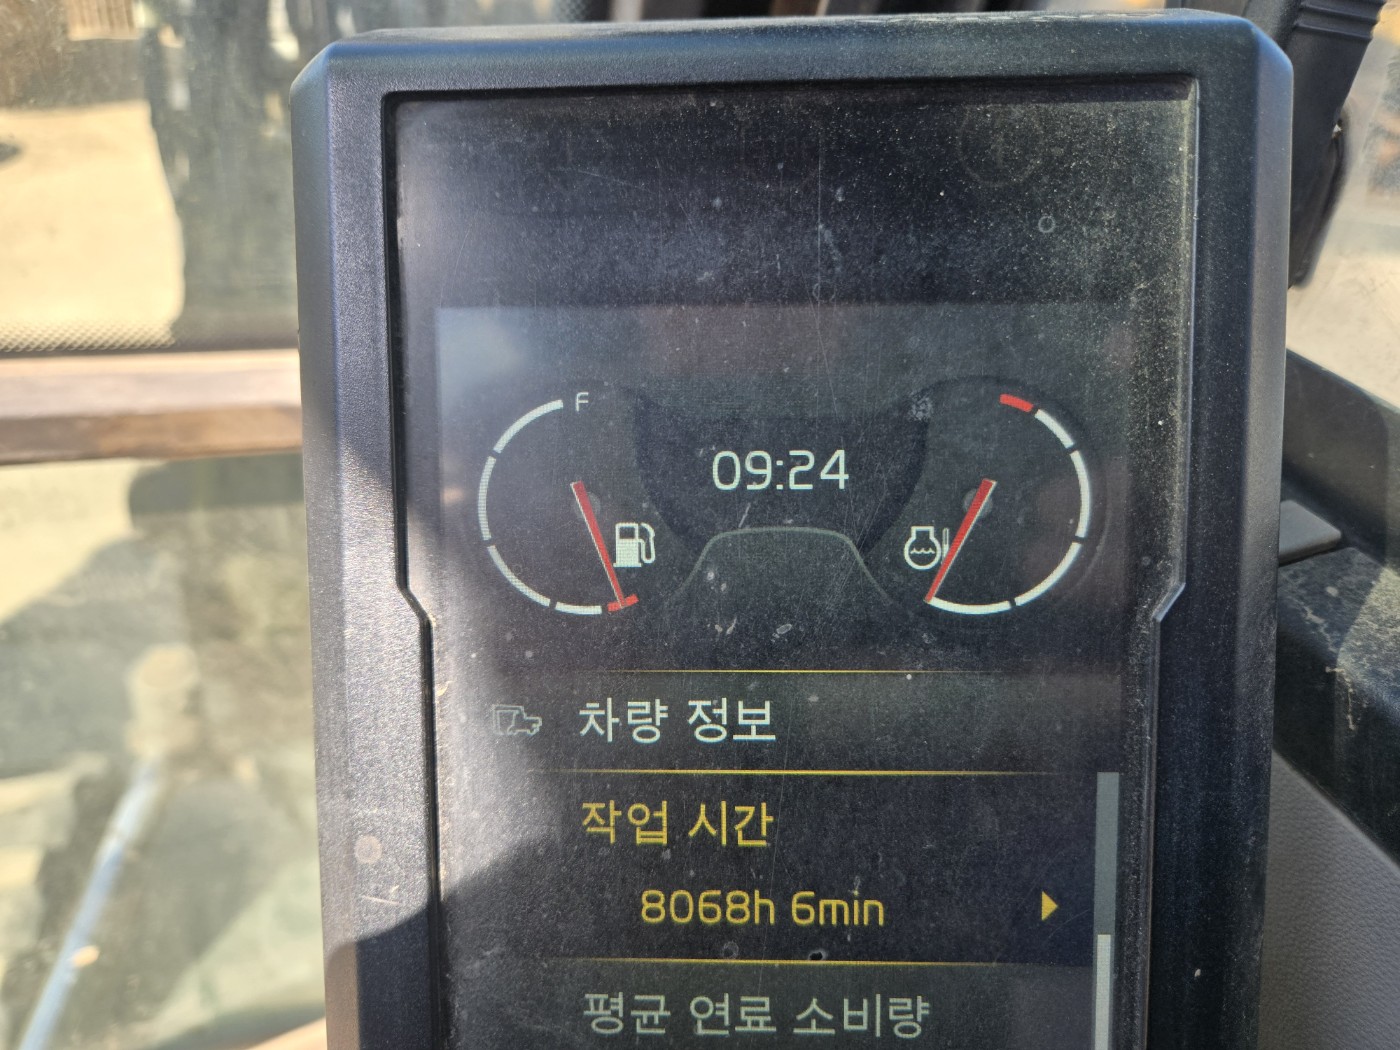 F
09:24
차량 정보
작업 시간
8068h 6min
평균 연료 소비량